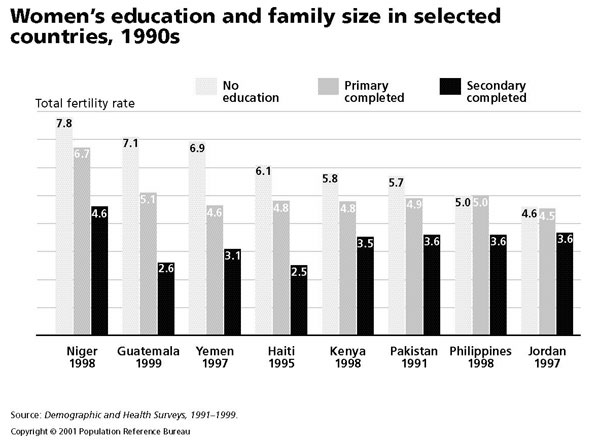 Women's education and family size in selected
countries, 1990s
No
education
Primary
completed
Secondary
completed
Total fertility rate
7.8
6.7
4.6
7.1
5.1
2.6
6.9
4.6
3.1
6.1
4.8
2.5
5.8
4.8
3.5
5.7
4.9
3.6
5.0
5.0
3.6
4.6
4.5
3.6
Niger
1998
Guatemala
1999
Yemen
1997
Haiti
1995
Kenya
1998
Pakistan
1991
Philippines
1998
Jordan
1997
Source: Demographic and Health Surveys, 1991–1999.
Copyright © 2001 Population Reference Bureau